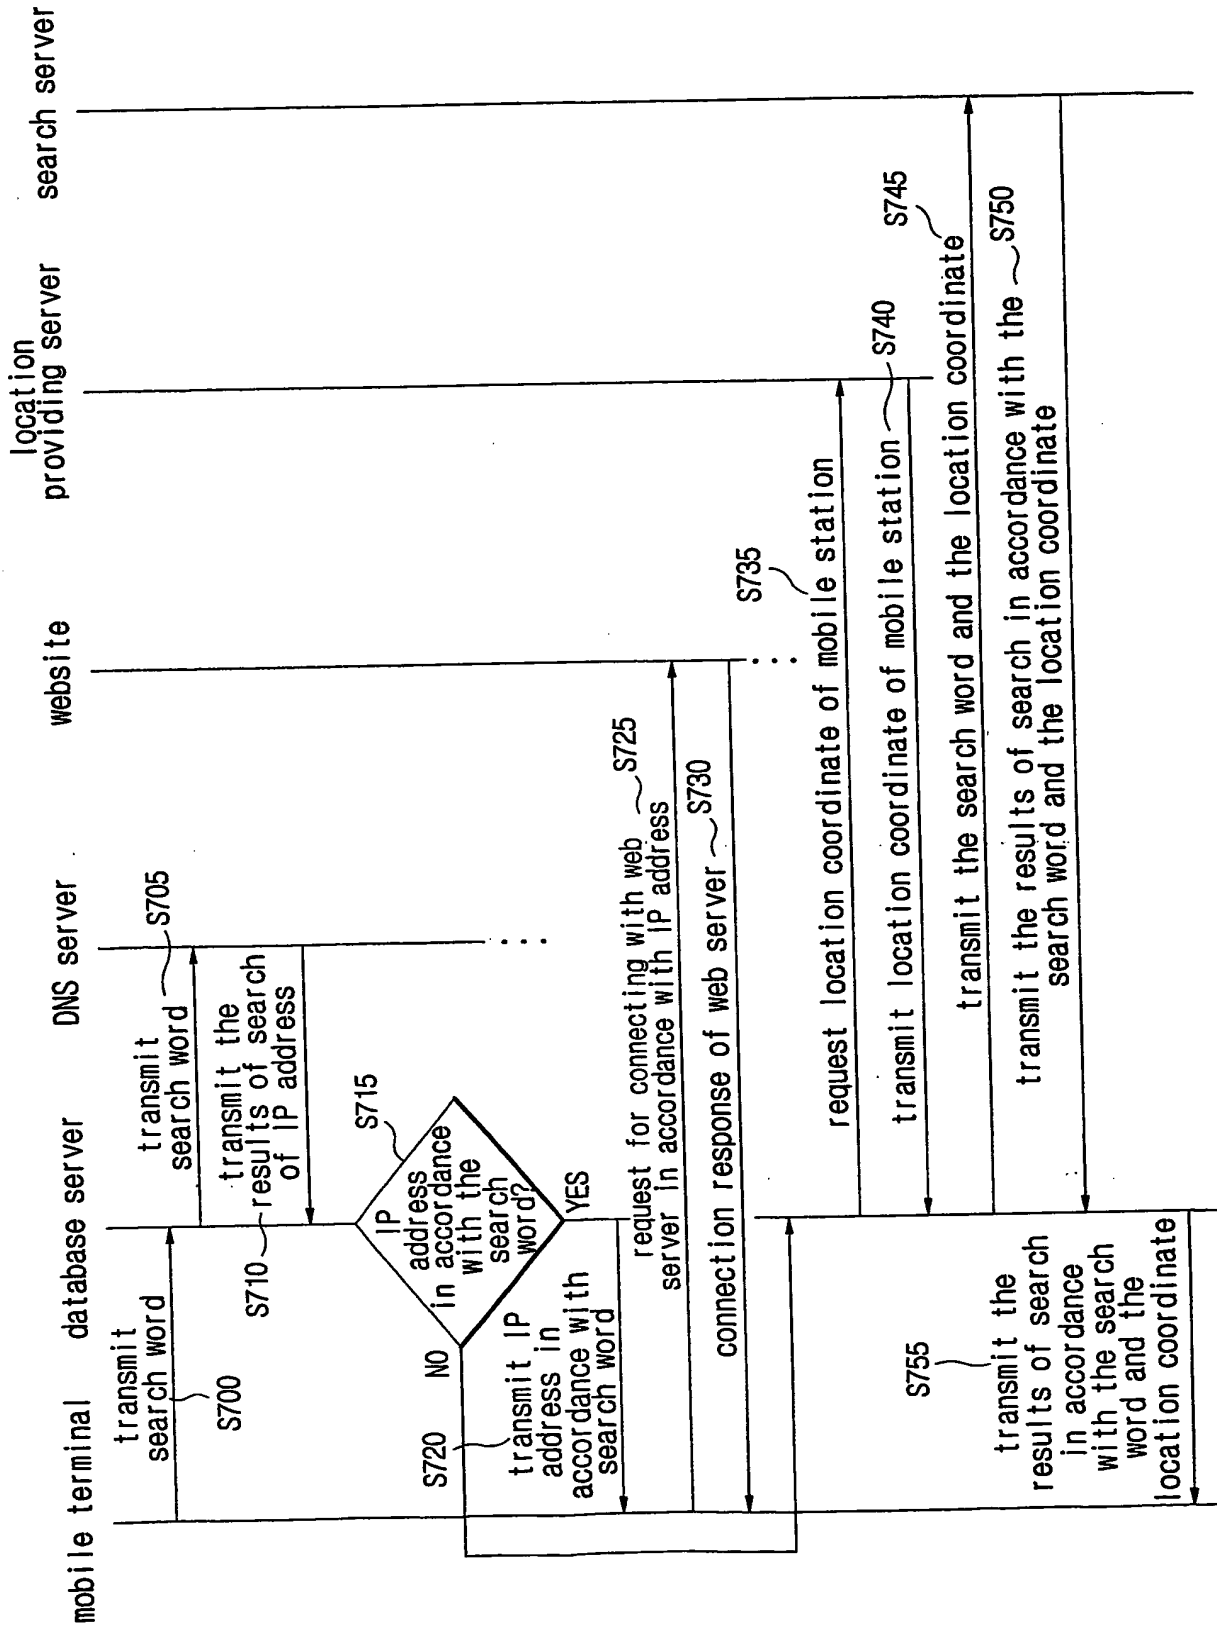 mobile terminal
database server
DNS server
website
location
providing server
search server
transmit
search word
S700
transmit
search word
S705
transmit the
results of search
of IP address
S710
IP
address
in accordance
with the
search
word?
S715
NO
YES
S720
transmit IP
address in
accordance with
search word
request for connecting with web
server in accordance with IP address
S725
connection response of web server
S730
S735
request location coordinate of mobile station
transmit location coordinate of mobile station
S740
S745
transmit the search word and the location coordinate
transmit the results of search in accordance with the
search word and the location coordinate
S750
S755
transmit the
results of search
in accordance
with the search
word and the
location coordinate